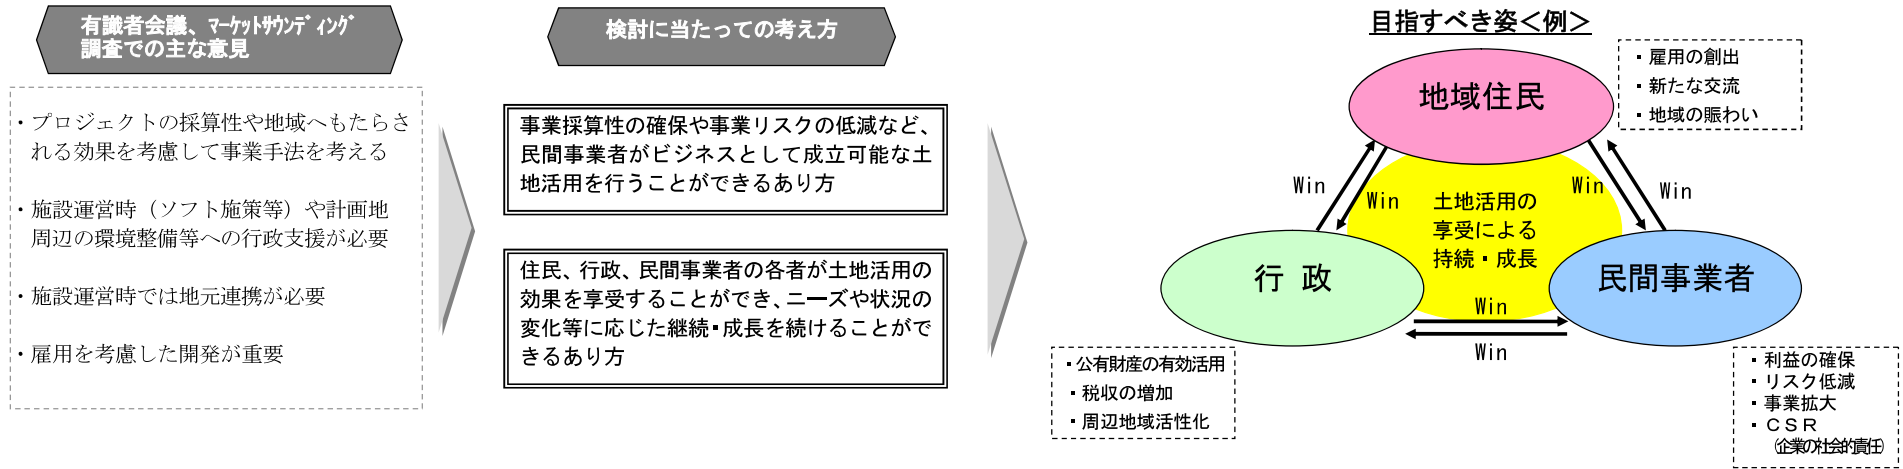 有識者会議、ﾏｰｹｯﾄｻｳﾝﾃﾞｨﾝｸﾞ
調査での主な意見
・プロジェクトの採算性や地域へもたらさ
れる効果を考慮して事業手法を考える
・施設運営時（ソフト施策等）や計画地
周辺の環境整備等への行政支援が必要
・施設運営時では地元連携が必要
・雇用を考慮した開発が重要
検討に当たっての考え方
事業採算性の確保や事業リスクの低減など、
民間事業者がビジネスとして成立可能な土
地活用を行うことができるあり方
住民、行政、民間事業者の各者が土地活用の
効果を享受することができ、ニーズや状況の
変化等に応じた継続・成長を続けることがで
きるあり方
目指すべき姿＜例＞
地域住民
・雇用の創出
・新たな交流
・地域の賑わい
Win
Win
Win
Win
土地活用の
享受による
持続・成長
行 政
民間事業者
Win
Win
・公有財産の有効活用
・税収の増加
・周辺地域活性化
・利益の確保
・リスク低減
・事業拡大
・ＣＳＲ
（企業の社会的責任）